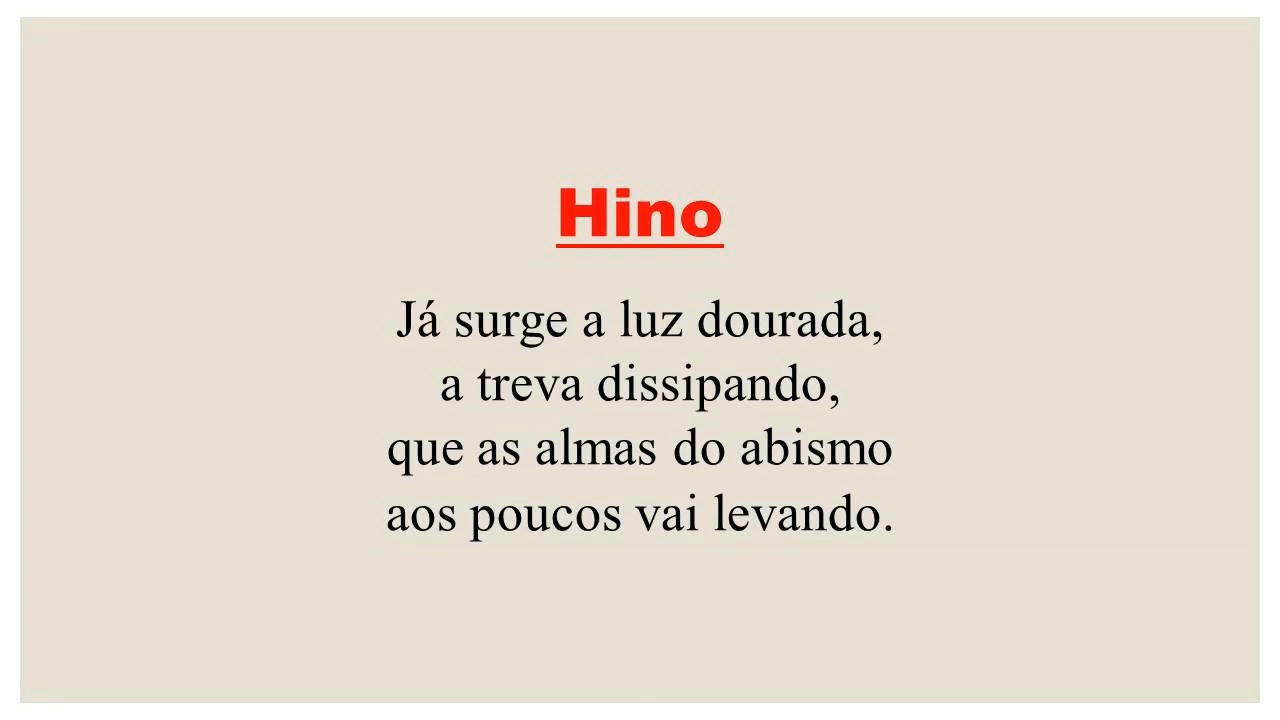 Hino
Já surge a luz dourada,
a treva dissipando,
que as almas do abismo
aos poucos vai levando.